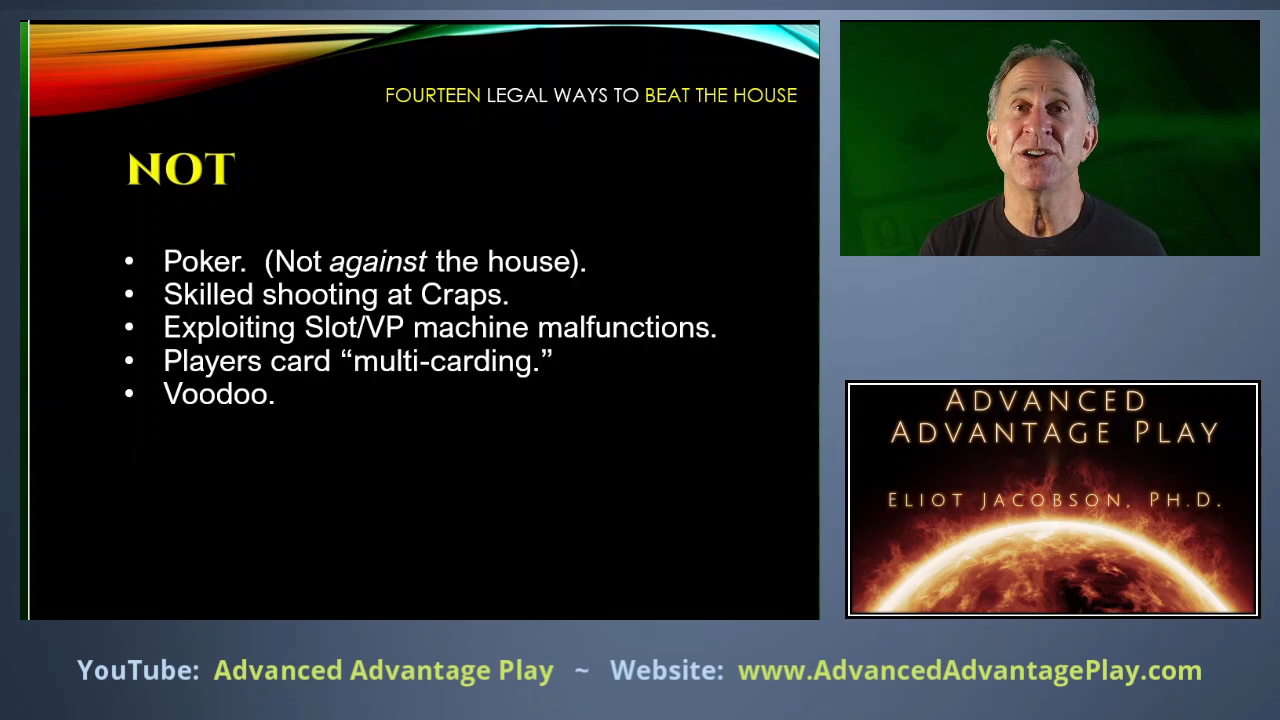 FOURTEEN LEGAL WAYS TO BEAT THE HOUSE
NOT
• Poker. (Not against the house).
• Skilled shooting at Craps.
• Exploiting Slot/VP machine malfunctions.
• Players card “multi-carding.”
• Voodoo.
ADVANCED
ADVANTAGE PLAY
ELIOT JACOBSON, PH.D.
YouTube: Advanced Advantage Play ~ Website: www.AdvancedAdvantagePlay.com